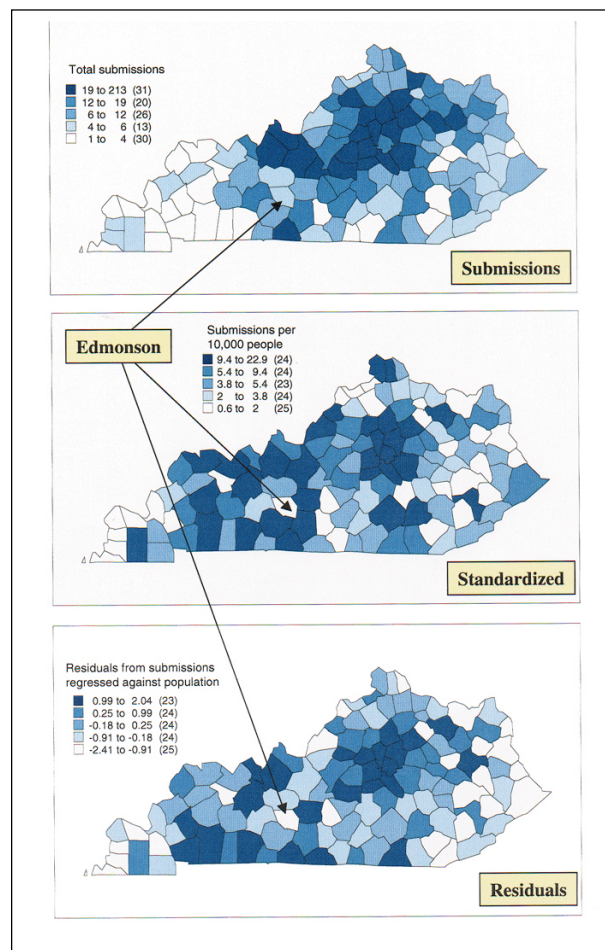 Total submissions
19 to 213 (31)
12 to 19 (20)
6 to 12 (26)
4 to 6 (13)
1 to 4 (30)
Submissions
Edmonson
Submissions per
10,000 people
9.4 to 22.9 (24)
5.4 to 9.4 (24)
3.8 to 5.4 (23)
2 to 3.8 (24)
0.6 to 2 (25)
Standardized
Residuals from submissions
regressed against population
0.99 to 2.04 (23)
0.25 to 0.99 (24)
-0.18 to 0.25 (24)
-0.91 to -0.18 (24)
-2.41 to -0.91 (25)
Residuals